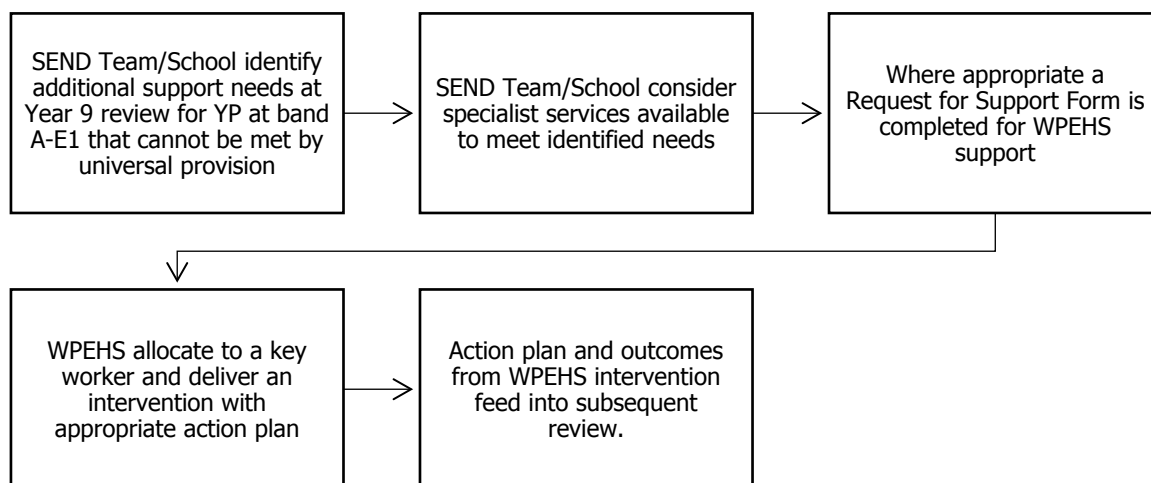 SEND Team/School identify
additional support needs at
Year 9 review for YP at band
A-E1 that cannot be met by
universal provision
SEND Team/School consider
specialist services available
to meet identified needs
Where appropriate a
Request for Support Form is
completed for WPEHS
support
WPEHS allocate to a key
worker and deliver an
intervention with
appropriate action plan
Action plan and outcomes
from WPEHS intervention
feed into subsequent
review.